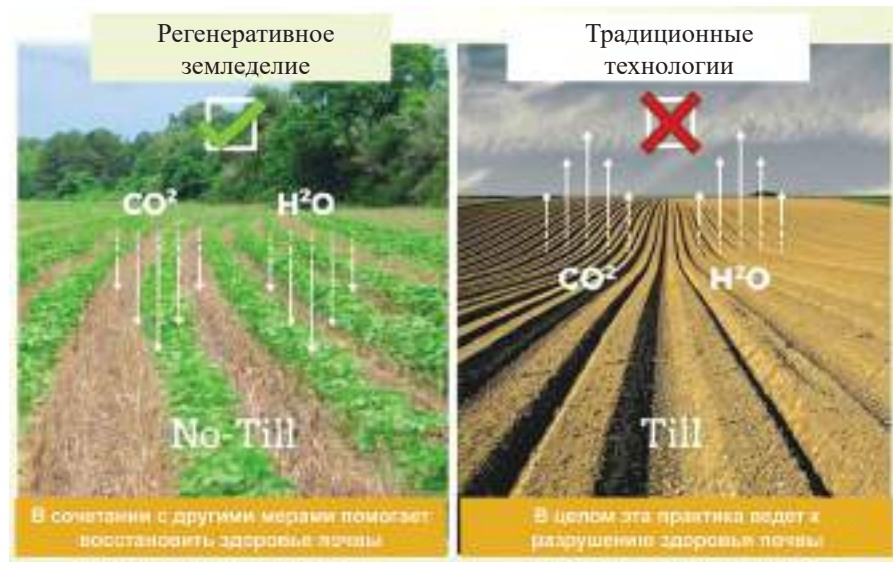 Регенеративное
земледелие
Традиционные
технологии
CO²
H²O
CO²
H²O
No-Till
Till
В сочетании с другими мерами помогает
восстановить здоровье почвы
В целом эта практика ведет к
разрушению здоровья почвы